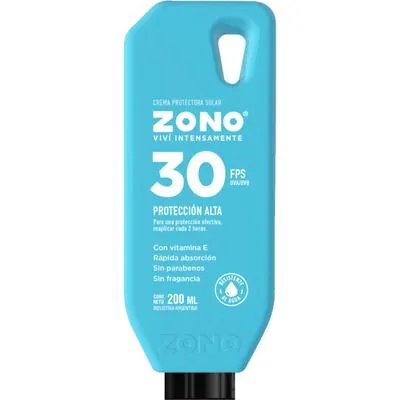 CREMA PROTECTORA SOLAR
ZONO®
VIVÍ INTENSAMENTE
30 FPS
UVA/UVB
PROTECCIÓN ALTA
Para una protección efectiva,
reaplicar cada 2 horas.
Con vitamina E
Rápida absorción
Sin parabenos
Sin fragancia
CONT. NETO 200 ML
INDUSTRIA ARGENTINA
RESISTENTE AL AGUA
ZONO